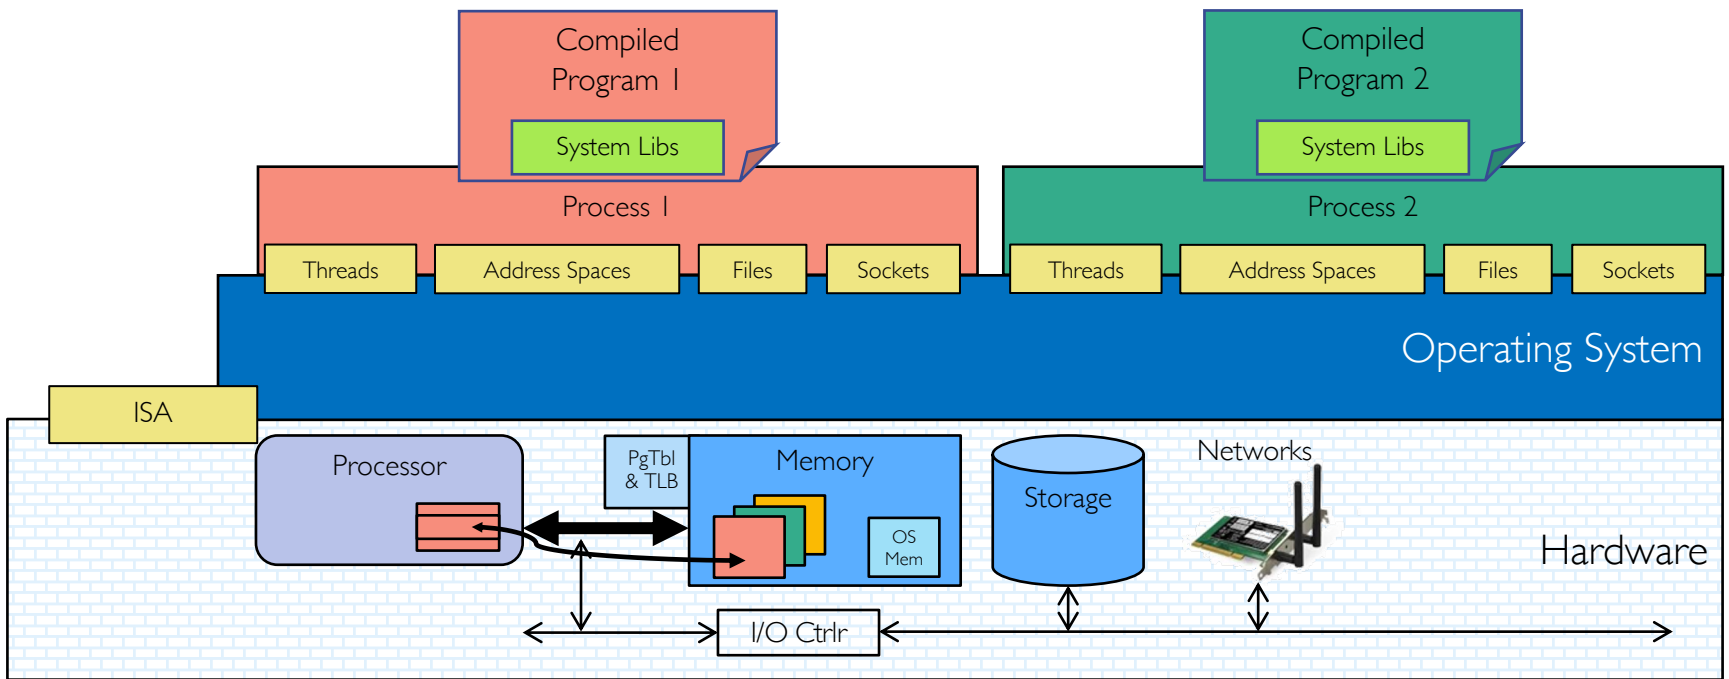 Compiled
Program 1
System Libs
Compiled
Program 2
System Libs
Process 1
Process 2
Threads
Address Spaces
Files
Sockets
Threads
Address Spaces
Files
Sockets
Operating System
ISA
Processor
PgTbl
& TLB
Memory
OS
Mem
Storage
Networks
Hardware
I/O Ctrlr